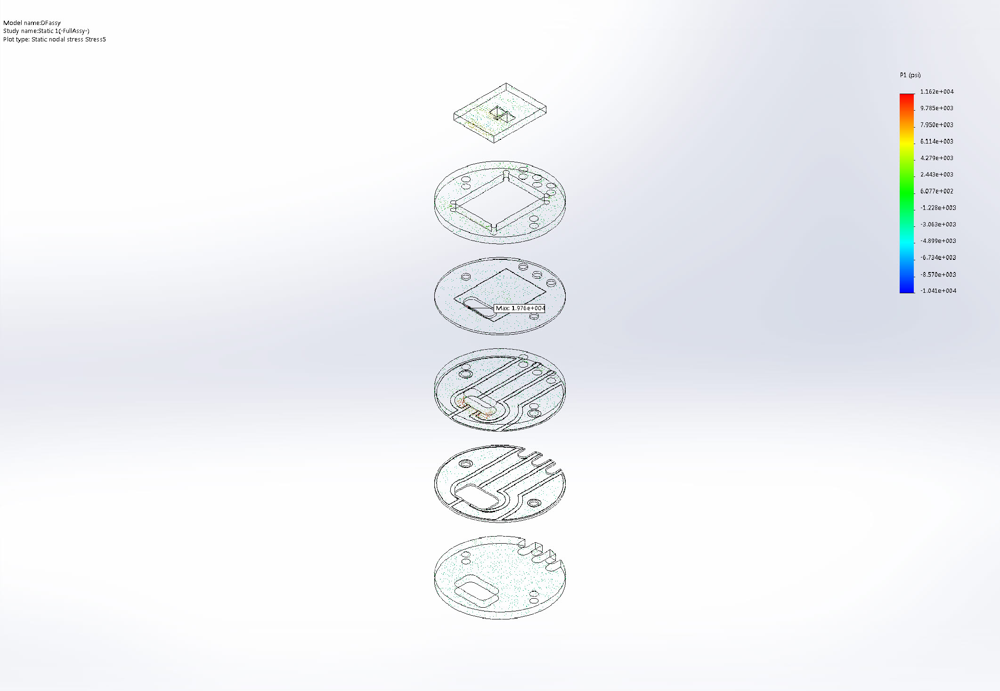 Model name:DFassy
Study name:Static 1(-FullAssy-)
Plot type: Static nodal stress Stress5
P1 (psi)
1.162e+004
9.785e+003
7.950e+003
6.114e+003
4.279e+003
2.443e+003
6.077e+002
-1.228e+003
-3.063e+003
-4.899e+003
-6.734e+003
-8.570e+003
-1.041e+004
Max: 1.976e+004